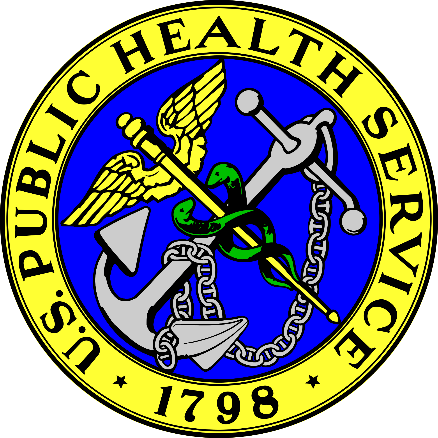 U.S. PUBLIC HEALTH SERVICE
1798